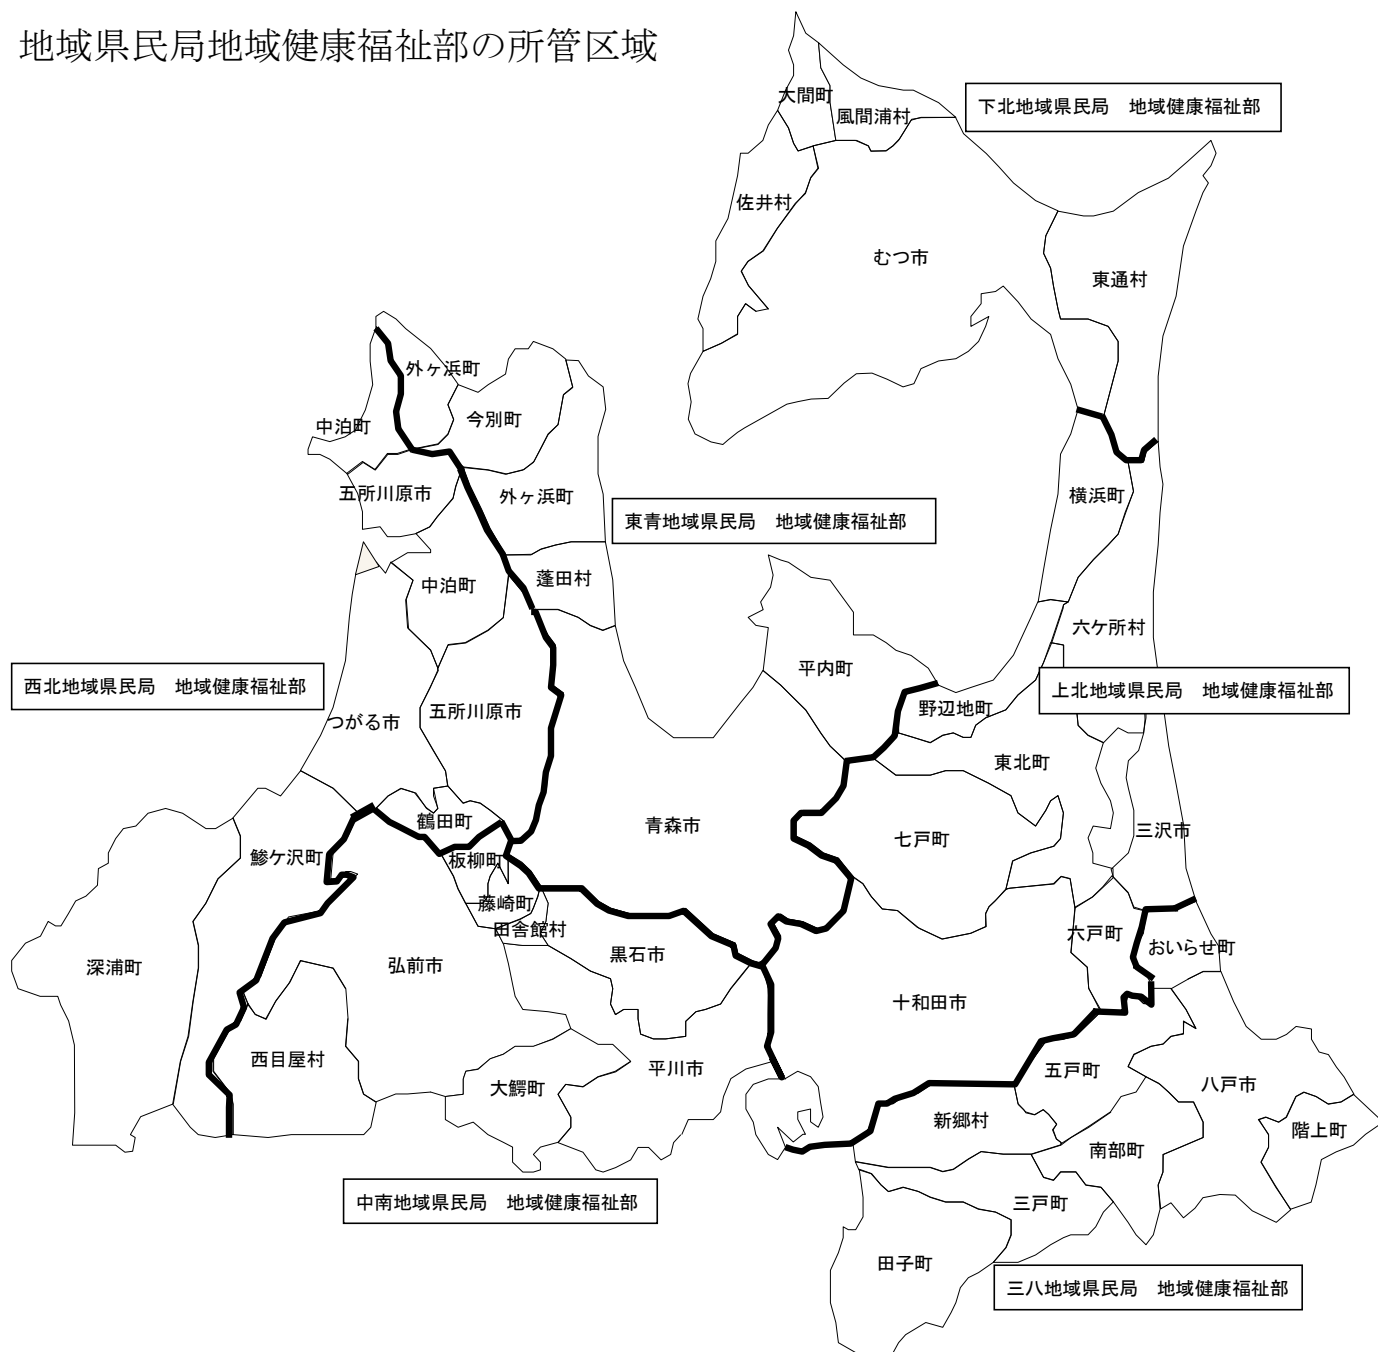 地域県民局地域健康福祉部の所管区域
大間町
風間浦村
下北地域県民局　地域健康福祉部
佐井村
むつ市
東通村
外ヶ浜町
今別町
中泊町
五所川原市
外ヶ浜町
横浜町
東青地域県民局　地域健康福祉部
中泊町
蓬田村
六ケ所村
平内町
西北地域県民局　地域健康福祉部
上北地域県民局　地域健康福祉部
つがる市
五所川原市
野辺地町
東北町
鶴田町
青森市
七戸町
三沢市
鰺ケ沢町
板柳町
藤崎町
田舎館村
六戸町
おいらせ町
深浦町
弘前市
黒石市
十和田市
西目屋村
大鰐町
平川市
五戸町
八戸市
新郷村
南部町
階上町
中南地域県民局　地域健康福祉部
三戸町
田子町
三八地域県民局　地域健康福祉部